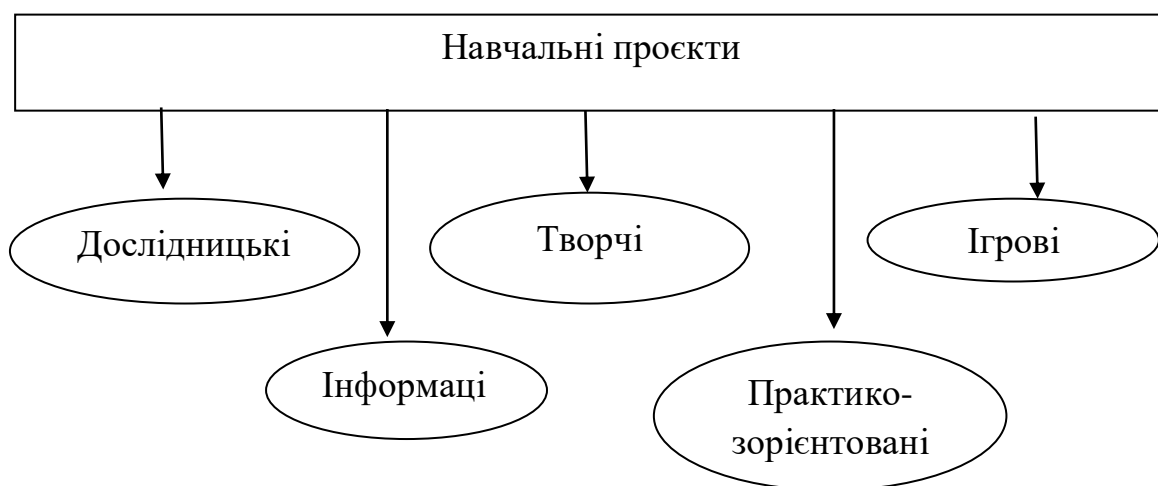 Навчальні проєкти
Дослідницькі
Творчі
Ігрові
Інформаці
Практико-
зорієнтовані